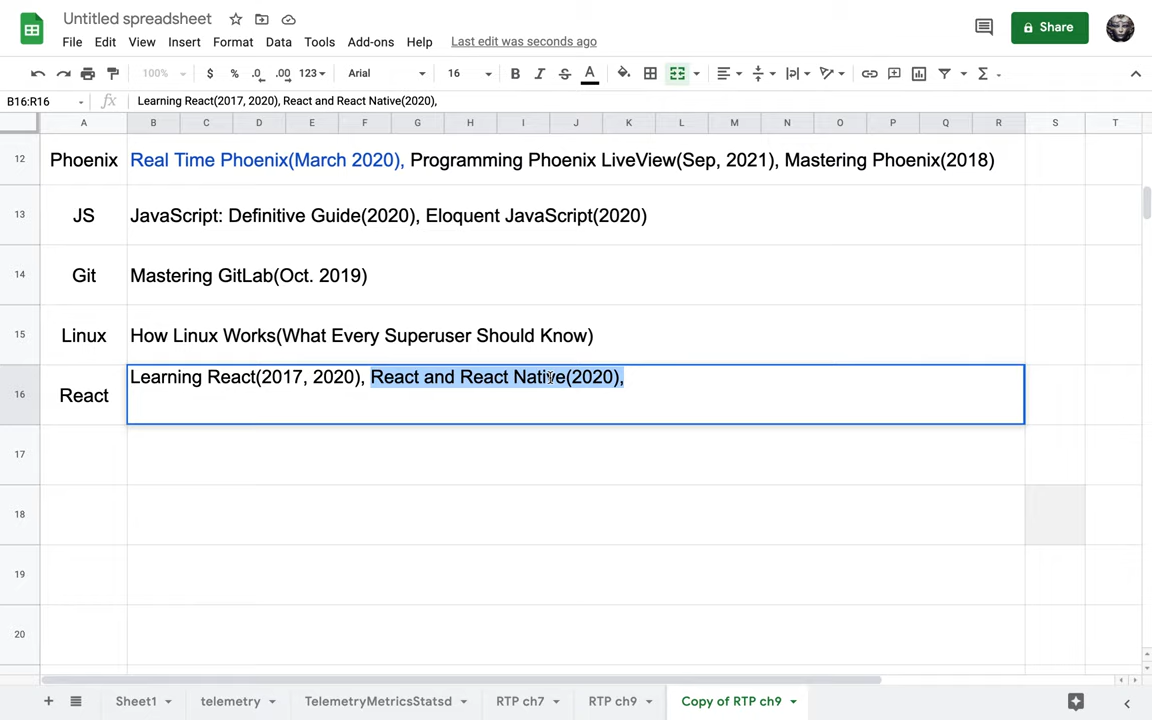 Untitled spreadsheet
File Edit View Insert Format Data Tools Add-ons Help Last edit was seconds ago
Share
100% $ % .0 .00 123 Arial 16 B I S A Σ
B16:R16 fx Learning React(2017, 2020), React and React Native(2020),
A B C D E F G H I J K L M N O P Q R S T
12 Phoenix Real Time Phoenix(March 2020), Programming Phoenix LiveView(Sep, 2021), Mastering Phoenix(2018)
13 JS JavaScript: Definitive Guide(2020), Eloquent JavaScript(2020)
14 Git Mastering GitLab(Oct. 2019)
15 Linux How Linux Works(What Every Superuser Should Know)
16 React Learning React(2017, 2020), React and React Native(2020),
17
18
19
20
Sheet1 telemetry TelemetryMetricsStatsd RTP ch7 RTP ch9 Copy of RTP ch9